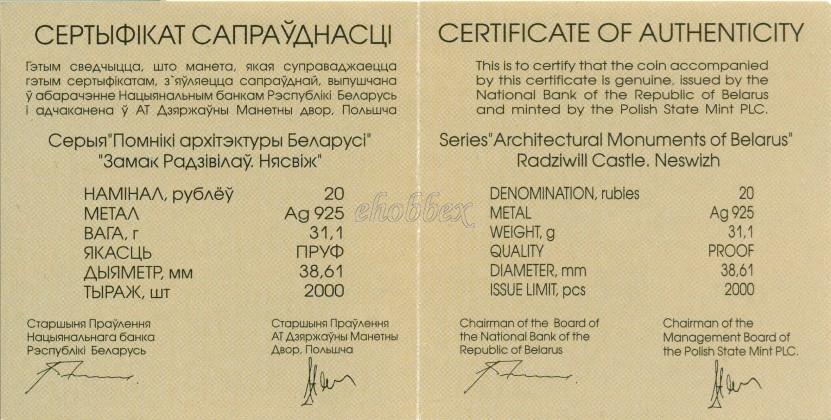 СЕРТЫФІКАТ САПРАЎДНАСЦІ
Гэтым сведчыцца, што манета, якая суправаджаецца
гэтым сертыфікатам, з`яўляецца сапраўднай, выпушчана
ў абарачэнне Нацыянальным банкам Рэспублікі Беларусь
і адчаканена ў АТ Дзяржаўны Манетны двор, Польшча
Серыя"Помнікі архітэктуры Беларусі"
"Замак Радзівілаў. Нясвіж"
НАМІНАЛ, рублёў 20
МЕТАЛ Ag 925
ВАГА, г 31,1
ЯКАСЦЬ ПРУФ
ДЫЯМЕТР, мм 38,61
ТЫРАЖ, шт 2000
Старшыня Праўлення
Нацыянальнага банка
Рэспублікі Беларусь
Старшыня Праўлення
АТ Дзяржаўны Манетны
Двор, Польшча
ehobbex
CERTIFICATE OF AUTHENTICITY
This is to certify that the coin accompanied
by this certificate is genuine, issued by the
National Bank of the Republic of Belarus
and minted by the Polish State Mint PLC.
Series"Architectural Monuments of Belarus"
Radziwill Castle. Neswizh
DENOMINATION, rubles 20
METAL Ag 925
WEIGHT, g 31,1
QUALITY PROOF
DIAMETER, mm 38,61
ISSUE LIMIT, pcs 2000
Chairman of the Board of
the National Bank of the
Republic of Belarus
Chairman of the
Management Board of
the Polish State Mint PLC.